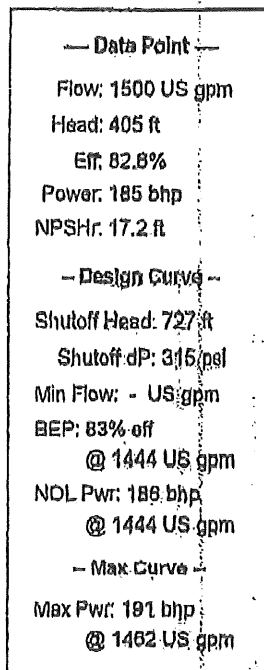 — Data Point —
Flow: 1500 US gpm
Head: 405 ft
Eff: 82.8%
Power: 185 bhp
NPSHr: 17.2 ft
– Design Curve –
Shutoff Head: 727 ft
Shutoff dP: 315 psi
Min Flow: - US gpm
BEP: 83% eff
@ 1444 US gpm
NOL Pwr: 186 bhp
@ 1444 US gpm
– Max Curve –
Max Pwr: 191 bhp
@ 1462 US gpm